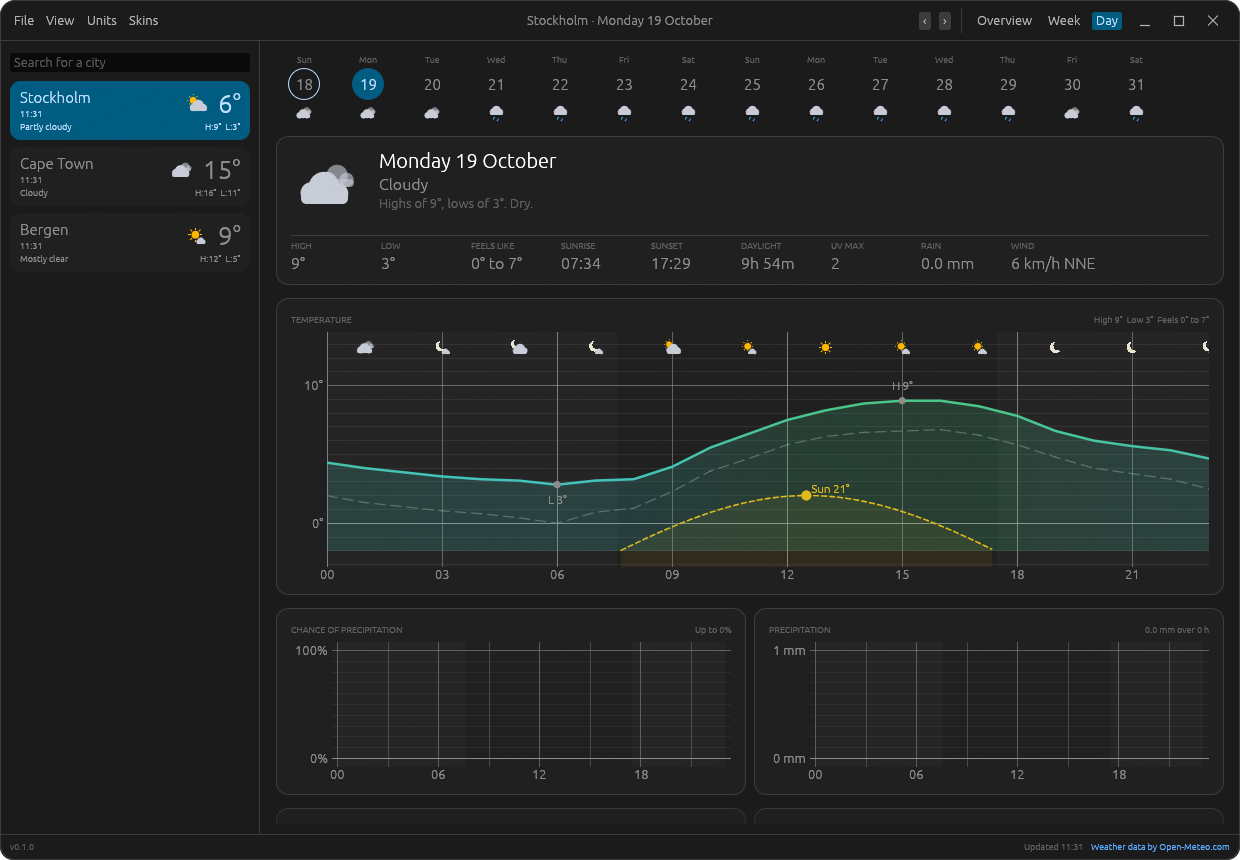 File View Units Skins
Stockholm · Monday 19 October
‹ › Overview Week Day
Search for a city
Stockholm
11:31
Partly cloudy
6°
H:9° L:3°
Cape Town
11:31
Cloudy
15°
H:16° L:11°
Bergen
11:31
Mostly clear
9°
H:12° L:5°
Sun Mon Tue Wed Thu Fri Sat Sun Mon Tue Wed Thu Fri Sat
18 19 20 21 22 23 24 25 26 27 28 29 30 31
Monday 19 October
Cloudy
Highs of 9°, lows of 3°. Dry.
HIGH LOW FEELS LIKE SUNRISE SUNSET DAYLIGHT UV MAX RAIN WIND
9° 3° 0° to 7° 07:34 17:29 9h 54m 2 0.0 mm 6 km/h NNE
TEMPERATURE
High 9° Low 3° Feels 0° to 7°
10°
H 9°
Sun 21°
L 3°
0°
00 03 06 09 12 15 18 21
CHANCE OF PRECIPITATION
Up to 0%
100%
0%
00 06 12 18
PRECIPITATION
0.0 mm over 0 h
1 mm
0 mm
00 06 12 18
v0.1.0
Updated 11:31 Weather data by Open-Meteo.com